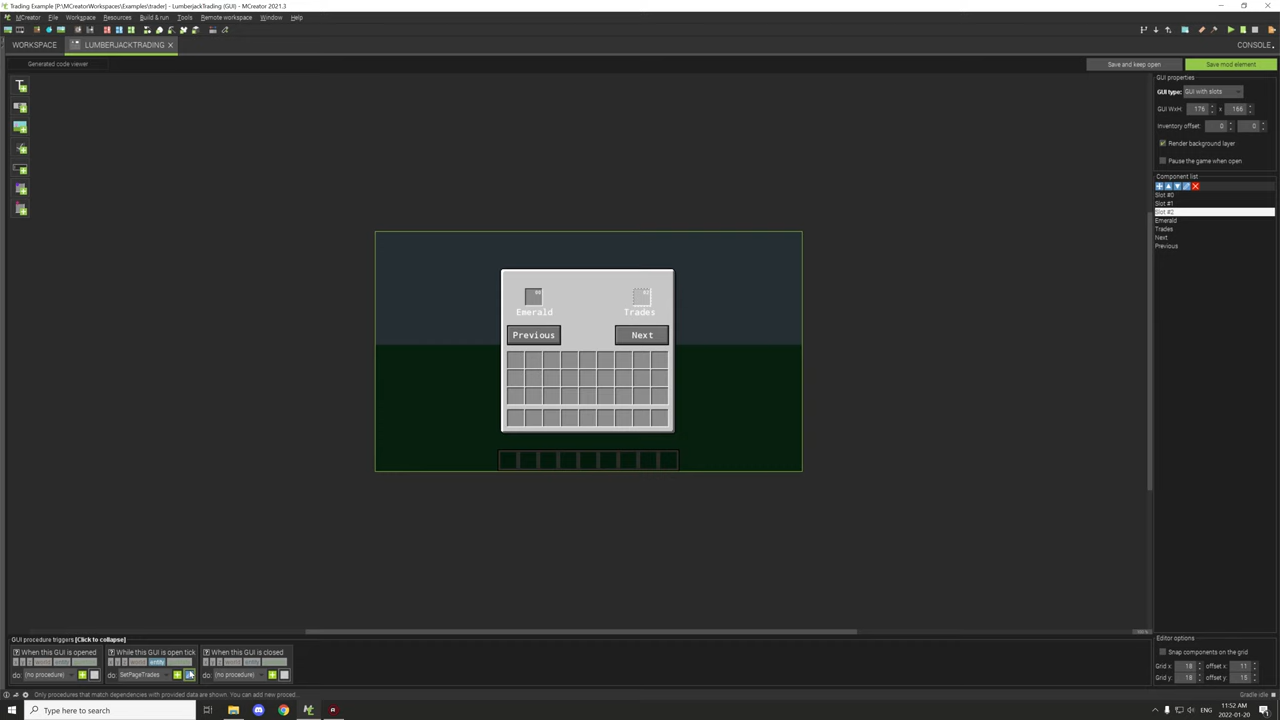 Trading Example [P:\MCreatorWorkspaces\Examples\trader] - LumberjackTrading (GUI) - MCreator 2021.3
MCreator File Workspace Resources Build & run Tools Remote workspace Window Help
WORKSPACE LUMBERJACKTRADING CONSOLE
Generated code viewer Save and keep open Save mod element
GUI properties
GUI type: GUI with slots
GUI WxH: 176 x 166
Inventory offset: 0 0
Render background layer
Pause the game when open
Component list
Slot #0
Slot #1
Slot #2
Emerald
Trades
Next
Previous
Emerald Trades
Previous Next
GUI procedure triggers [Click to collapse]
When this GUI is opened While this GUI is open tick When this GUI is closed
do: (no procedure) do: SetPageTrades do: (no procedure)
Editor options
Snap components on the grid
Grid x: 18 offset x: 11
Grid y: 18 offset y: 15
Only procedures that match dependencies with provided data are shown. You can add new proced... Gradle idle
Type here to search ENG 11:52 AM
2022-01-20